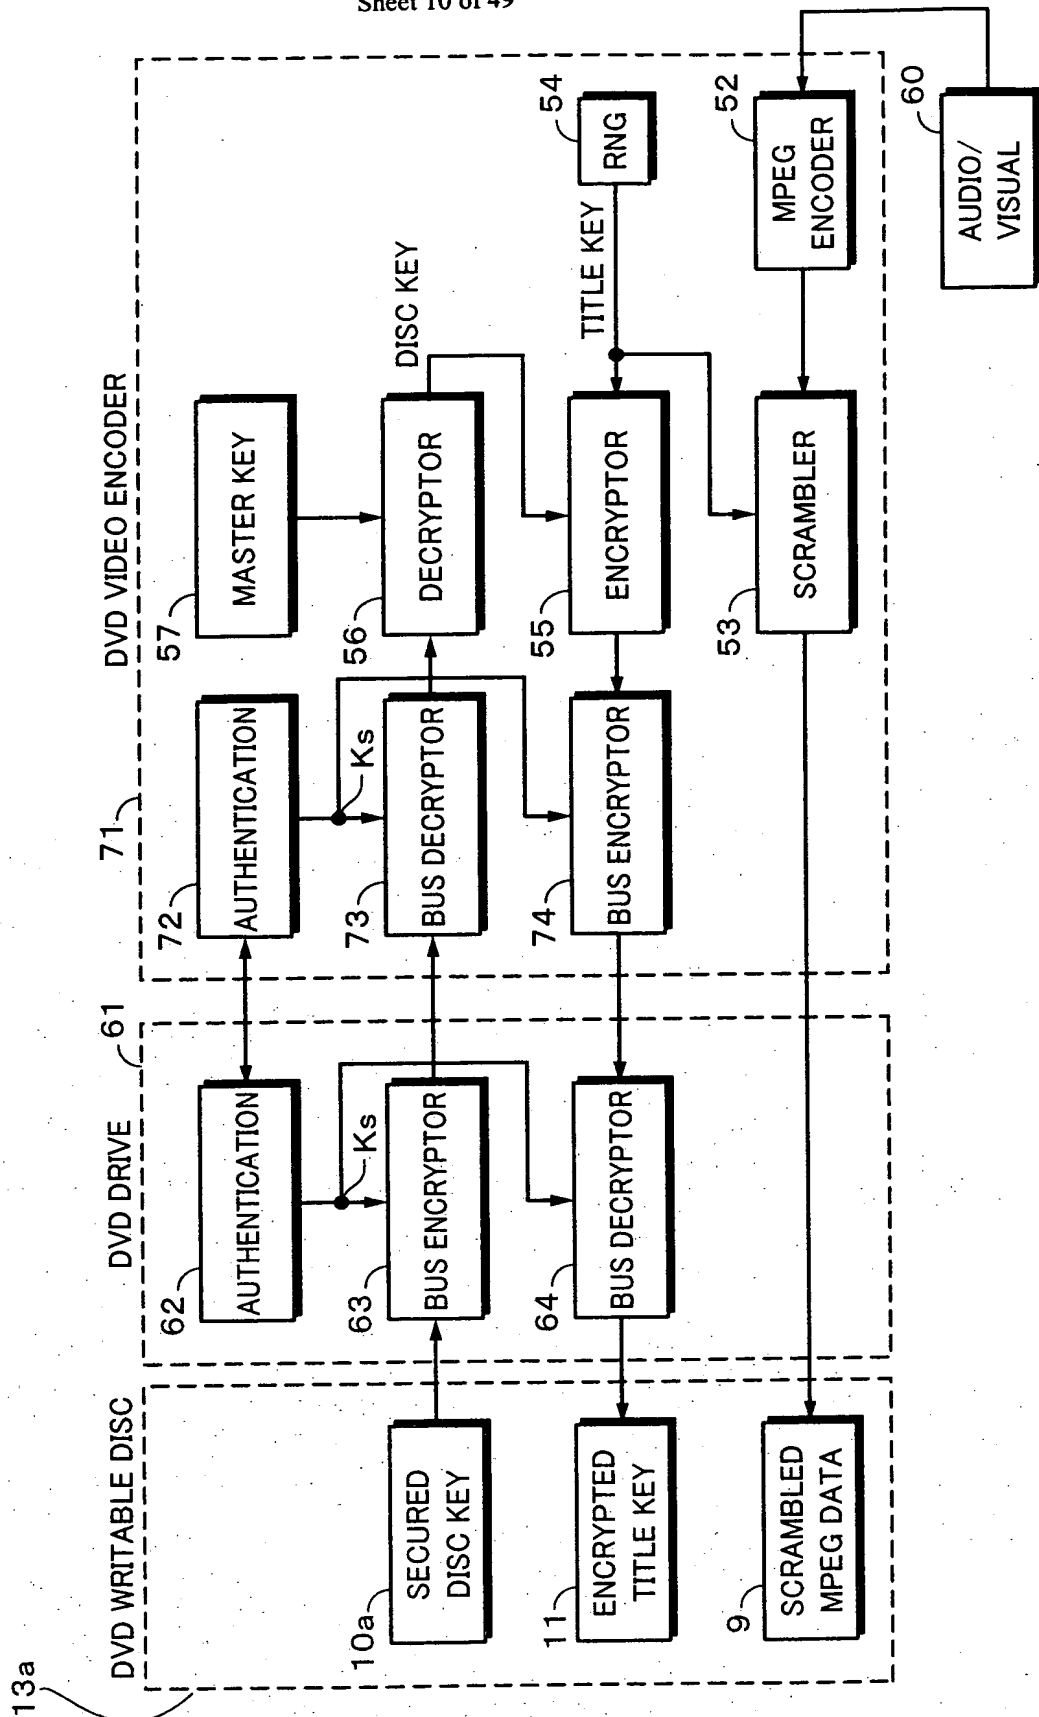 Sheet 10 of 49
13a
DVD WRITABLE DISC
10a
SECURED
DISC KEY
11
ENCRYPTED
TITLE KEY
9
SCRAMBLED
MPEG DATA
DVD DRIVE
61
62
AUTHENTICATION
Ks
63
BUS ENCRYPTOR
64
BUS DECRYPTOR
71
DVD VIDEO ENCODER
72
AUTHENTICATION
Ks
73
BUS DECRYPTOR
74
BUS ENCRYPTOR
57
MASTER KEY
56
DECRYPTOR
DISC KEY
55
ENCRYPTOR
TITLE KEY
54
RNG
53
SCRAMBLER
52
MPEG
ENCODER
60
AUDIO/
VISUAL